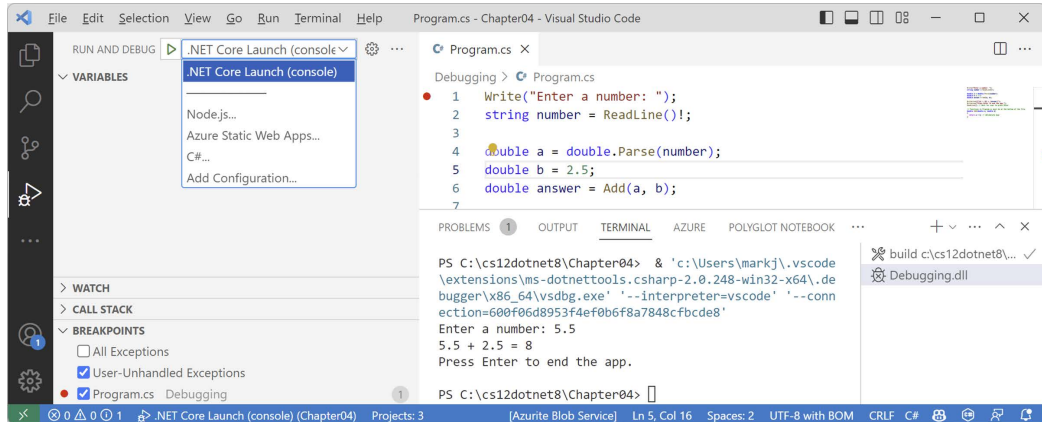 File Edit Selection View Go Run Terminal Help Program.cs - Chapter04 - Visual Studio Code
RUN AND DEBUG .NET Core Launch (console
.NET Core Launch (console)
Node.js...
Azure Static Web Apps...
C#...
Add Configuration...
VARIABLES
WATCH
CALL STACK
BREAKPOINTS
All Exceptions
User-Unhandled Exceptions
Program.cs Debugging 1
1
Program.cs
Debugging > Program.cs
1 Write("Enter a number: ");
2 string number = ReadLine()!;
3
4 double a = double.Parse(number);
5 double b = 2.5;
6 double answer = Add(a, b);
7
PROBLEMS 1 OUTPUT TERMINAL AZURE POLYGLOT NOTEBOOK ...
PS C:\cs12dotnet8\Chapter04> & 'c:\Users\markj\.vscode
\extensions\ms-dotnettools.csharp-2.0.248-win32-x64\.de
bugger\x86_64\vsdbg.exe' '--interpreter=vscode' '--conn
ection=600f06d8953f4ef0b6f8a7848cfbcde8'
Enter a number: 5.5
5.5 + 2.5 = 8
Press Enter to end the app.
PS C:\cs12dotnet8\Chapter04>
build c:\cs12dotnet8\...
Debugging.dll
0 0 1 .NET Core Launch (console) (Chapter04) Projects: 3 [Azurite Blob Service] Ln 5, Col 16 Spaces: 2 UTF-8 with BOM CRLF C#